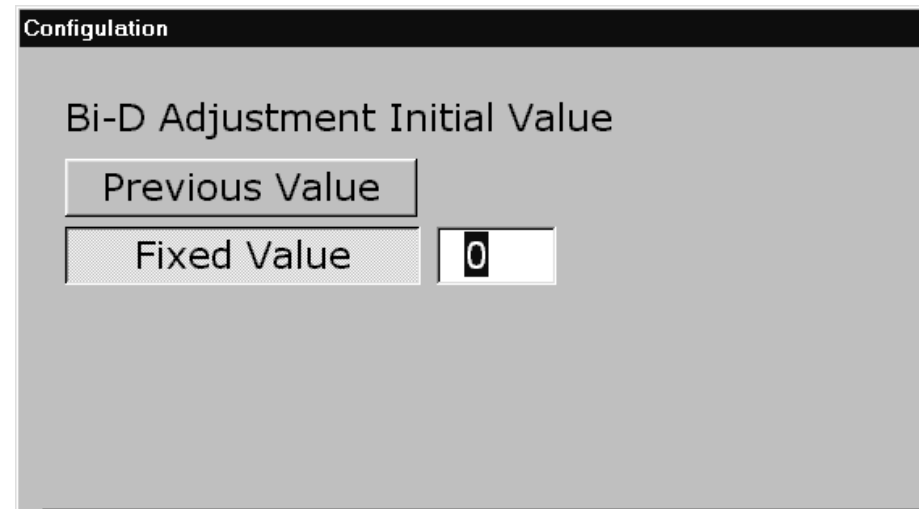 Configulation
Bi-D Adjustment Initial Value
Previous Value
Fixed Value 0